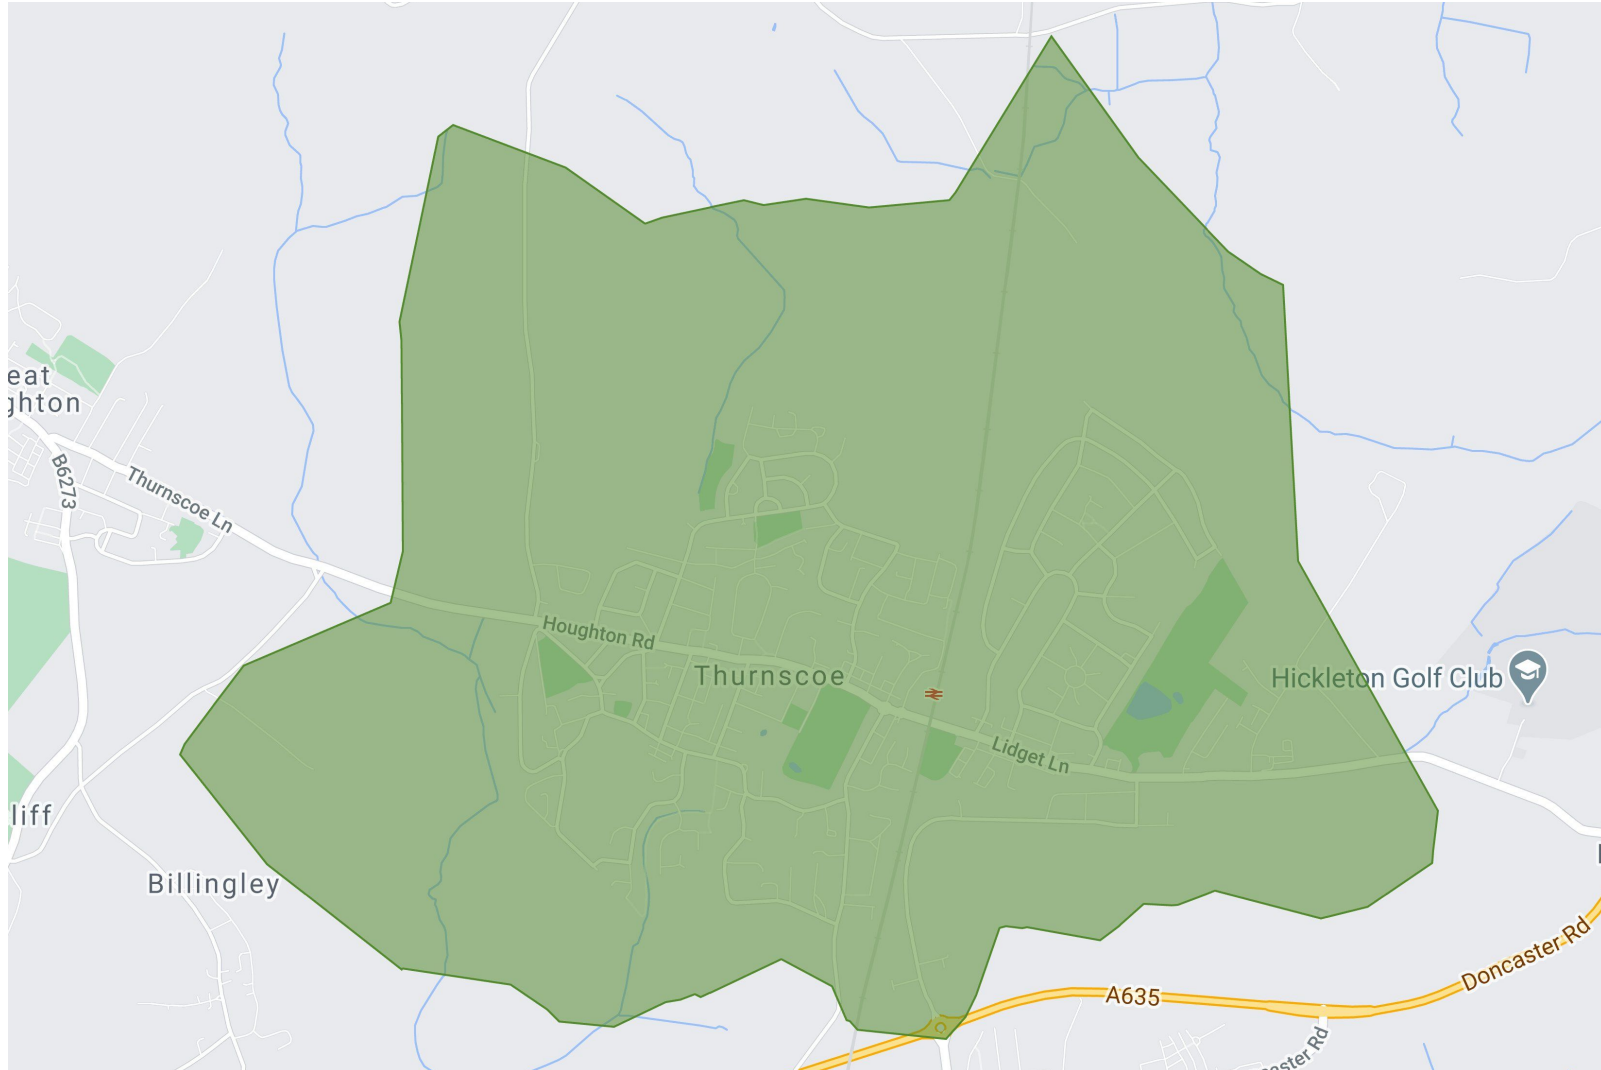 eat
ghton
B6273
Thurnscoe Ln
Houghton Rd
Thurnscoe
Hickleton Golf Club
Lidget Ln
liff
Billingley
A635
Doncaster Rd
caster Rd